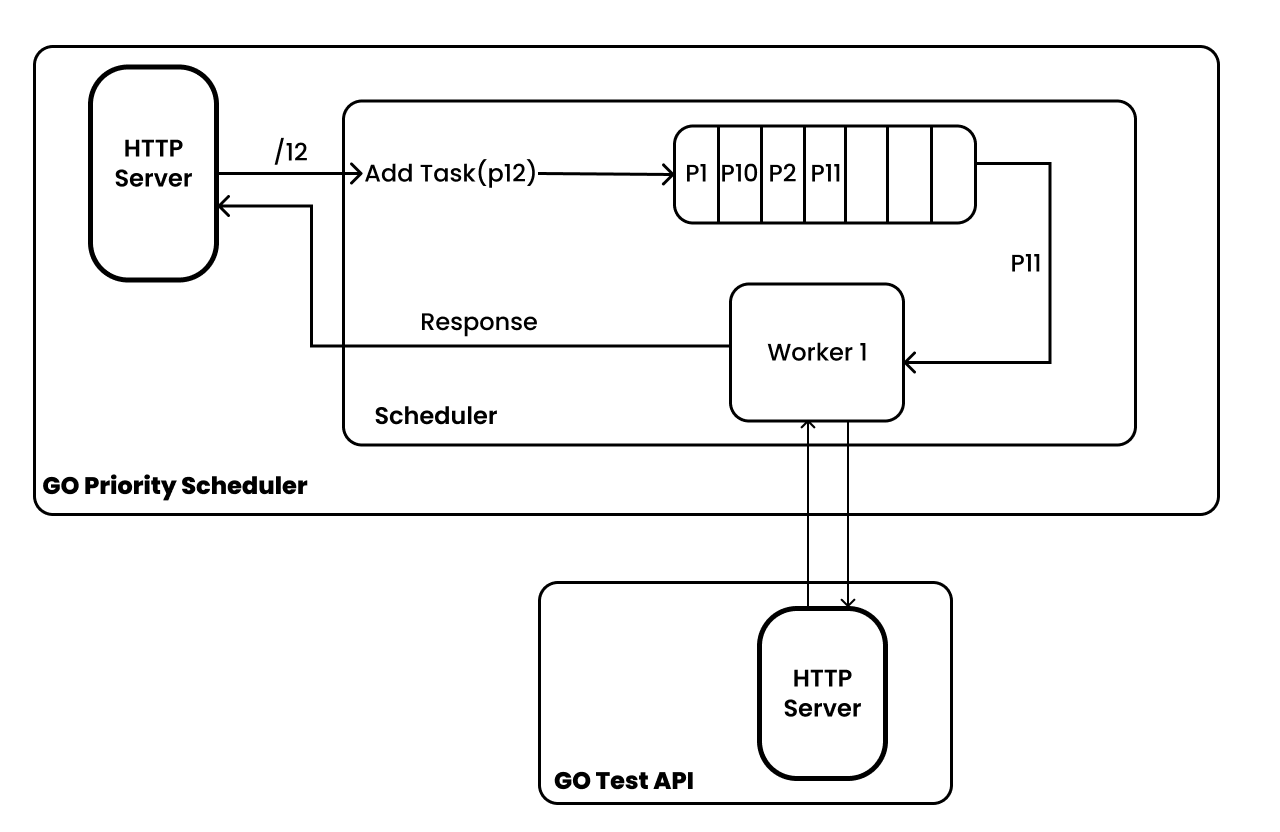 HTTP
Server
/12
Add Task(p12)
P1
P10
P2
P11
P11
Response
Worker 1
Scheduler
GO Priority Scheduler
HTTP
Server
GO Test API